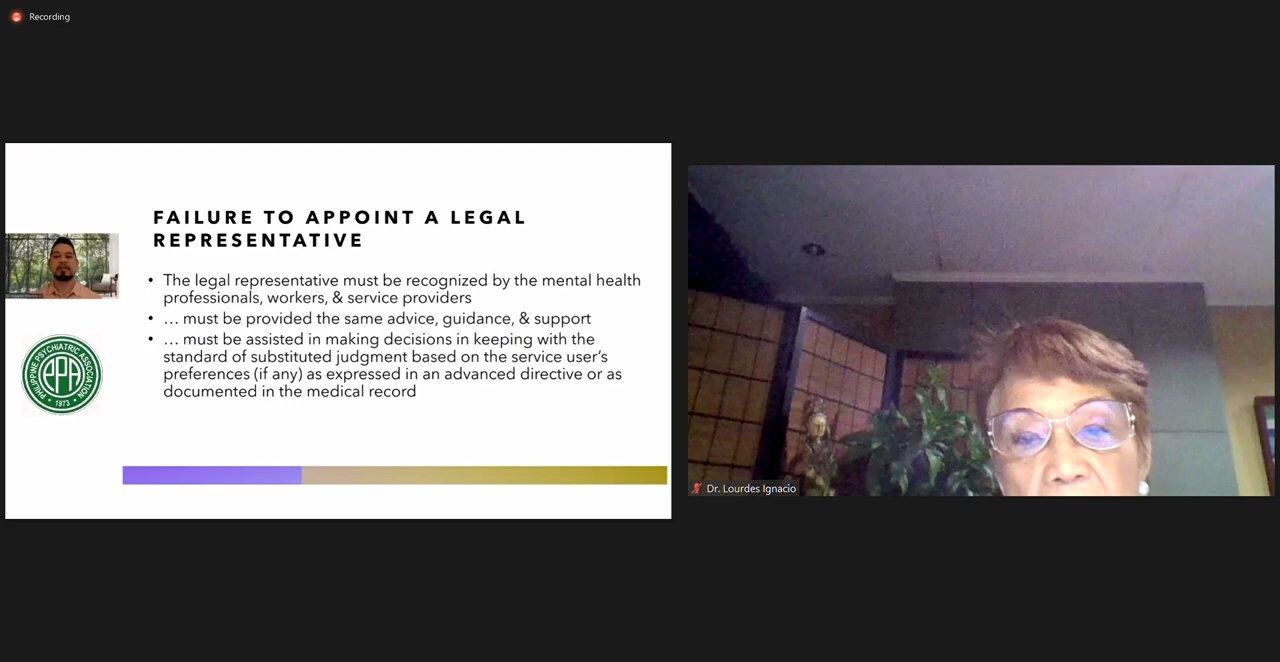 Recording
FAILURE TO APPOINT A LEGAL
REPRESENTATIVE
• The legal representative must be recognized by the mental health
professionals, workers, & service providers
• … must be provided the same advice, guidance, & support
• … must be assisted in making decisions in keeping with the
standard of substituted judgment based on the service user’s
preferences (if any) as expressed in an advanced directive or as
documented in the medical record
PHILIPPINE PSYCHIATRIC ASSOCIATION
PPA
• 1973 •
Dr. Lourdes Ignacio